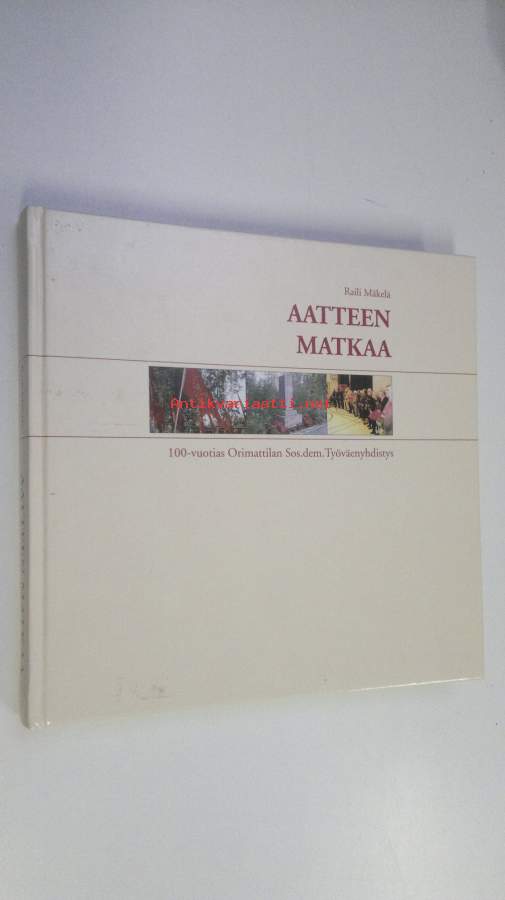 Raili Mäkelä
AATTEEN
MATKAA
Antikvariaatti.net
100-vuotias Orimattilan Sos.dem.Työväenyhdistys